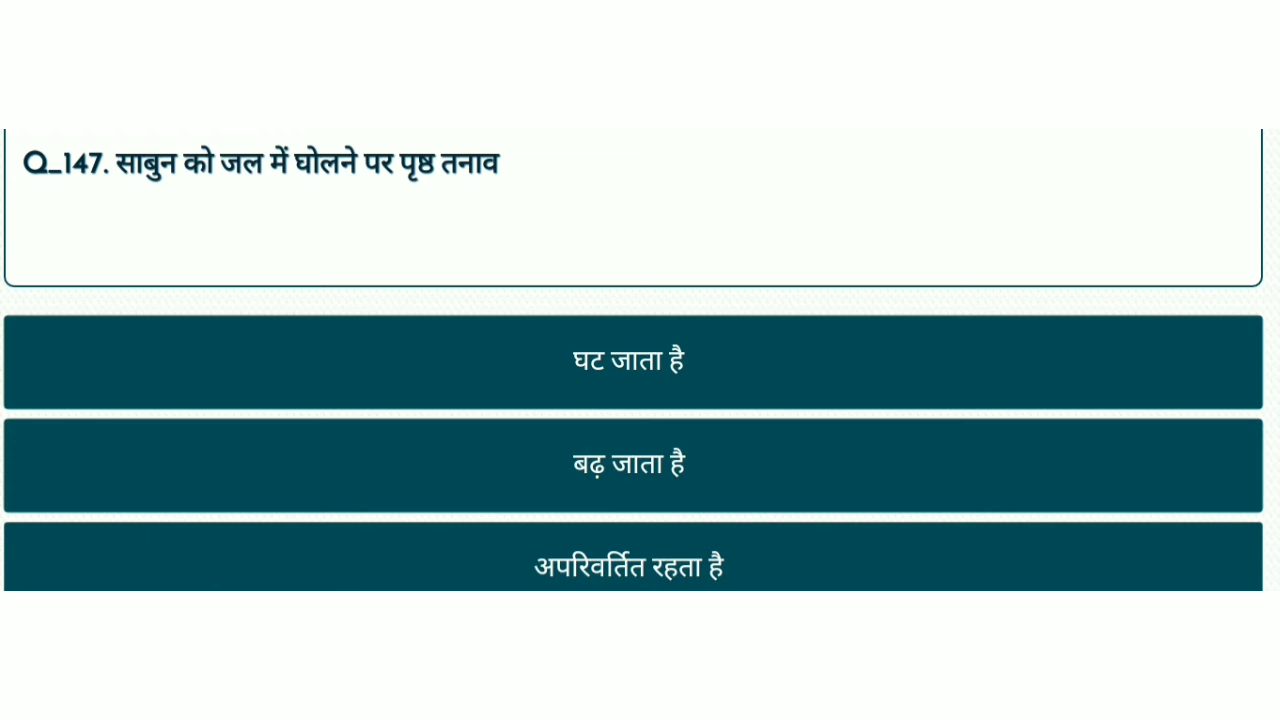 Q_147. साबुन को जल में घोलने पर पृष्ठ तनाव
घट जाता है
बढ़ जाता है
अपरिवर्तित रहता है